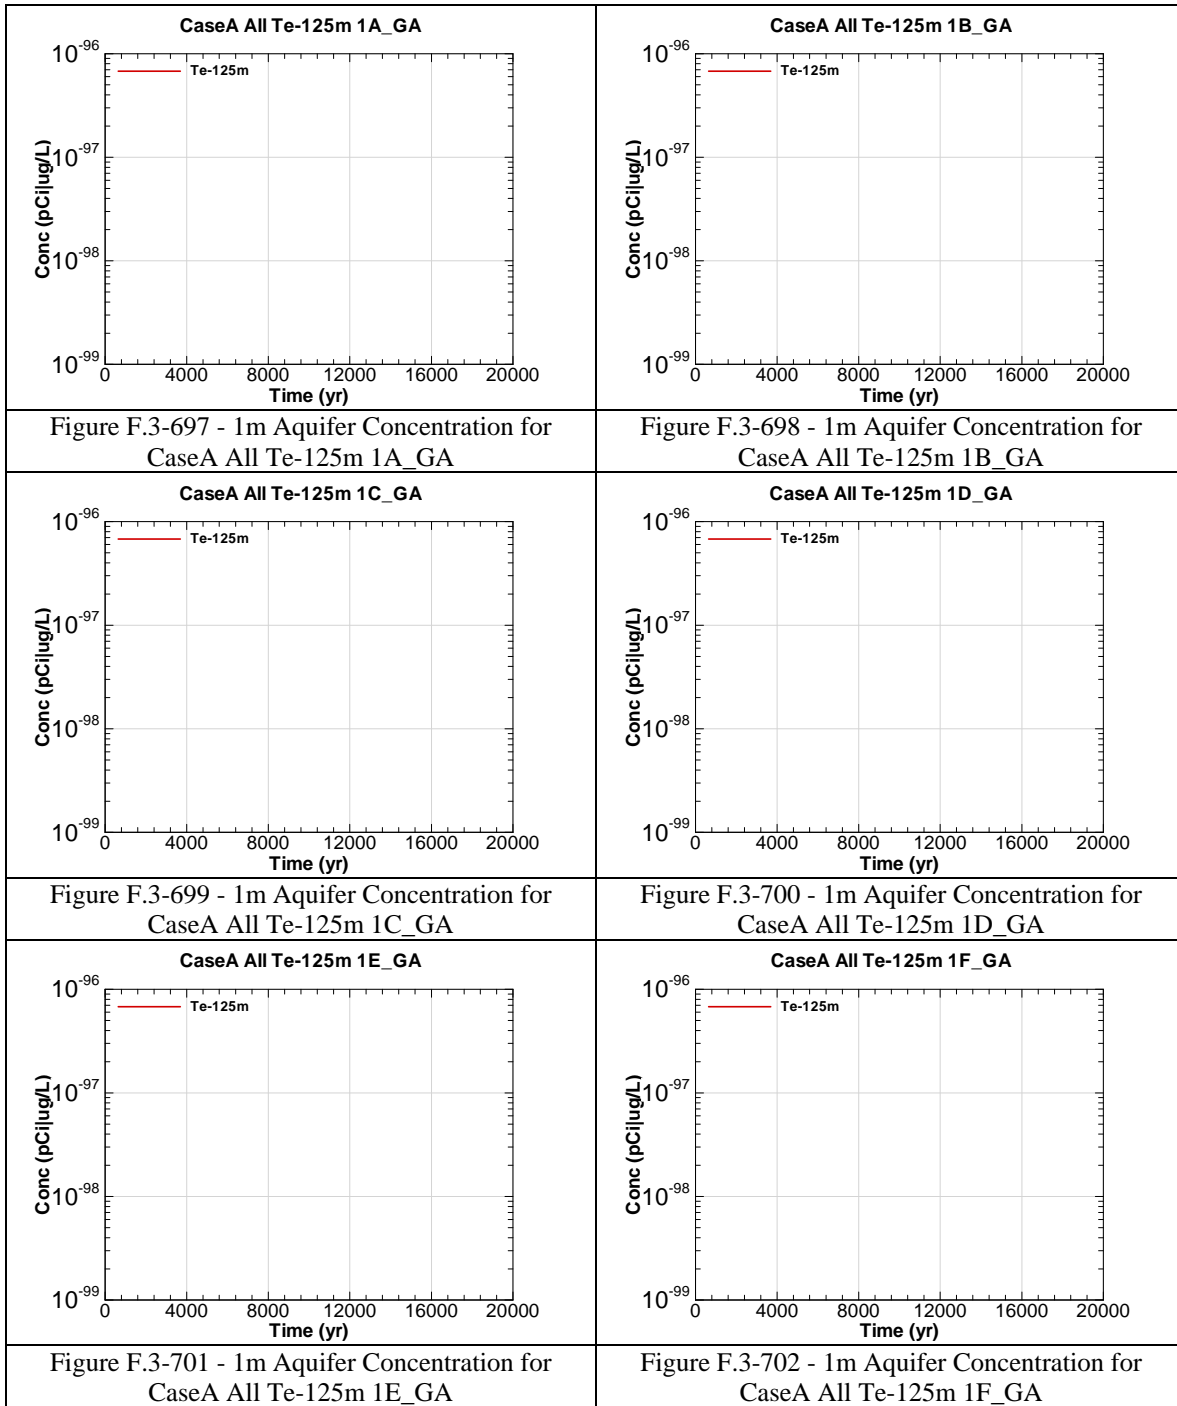 CaseA All Te-125m 1A_GA
10-96
Te-125m
10-97
Conc (pCi|ug/L)
10-98
10-99
0 4000 8000 12000 16000 20000
Time (yr)
Figure F.3-697 - 1m Aquifer Concentration for
CaseA All Te-125m 1A_GA
CaseA All Te-125m 1B_GA
10-96
Te-125m
10-97
Conc (pCi|ug/L)
10-98
10-99
0 4000 8000 12000 16000 20000
Time (yr)
Figure F.3-698 - 1m Aquifer Concentration for
CaseA All Te-125m 1B_GA
CaseA All Te-125m 1C_GA
10-96
Te-125m
10-97
Conc (pCi|ug/L)
10-98
10-99
0 4000 8000 12000 16000 20000
Time (yr)
Figure F.3-699 - 1m Aquifer Concentration for
CaseA All Te-125m 1C_GA
CaseA All Te-125m 1D_GA
10-96
Te-125m
10-97
Conc (pCi|ug/L)
10-98
10-99
0 4000 8000 12000 16000 20000
Time (yr)
Figure F.3-700 - 1m Aquifer Concentration for
CaseA All Te-125m 1D_GA
CaseA All Te-125m 1E_GA
10-96
Te-125m
10-97
Conc (pCi|ug/L)
10-98
10-99
0 4000 8000 12000 16000 20000
Time (yr)
Figure F.3-701 - 1m Aquifer Concentration for
CaseA All Te-125m 1E_GA
CaseA All Te-125m 1F_GA
10-96
Te-125m
10-97
Conc (pCi|ug/L)
10-98
10-99
0 4000 8000 12000 16000 20000
Time (yr)
Figure F.3-702 - 1m Aquifer Concentration for
CaseA All Te-125m 1F_GA